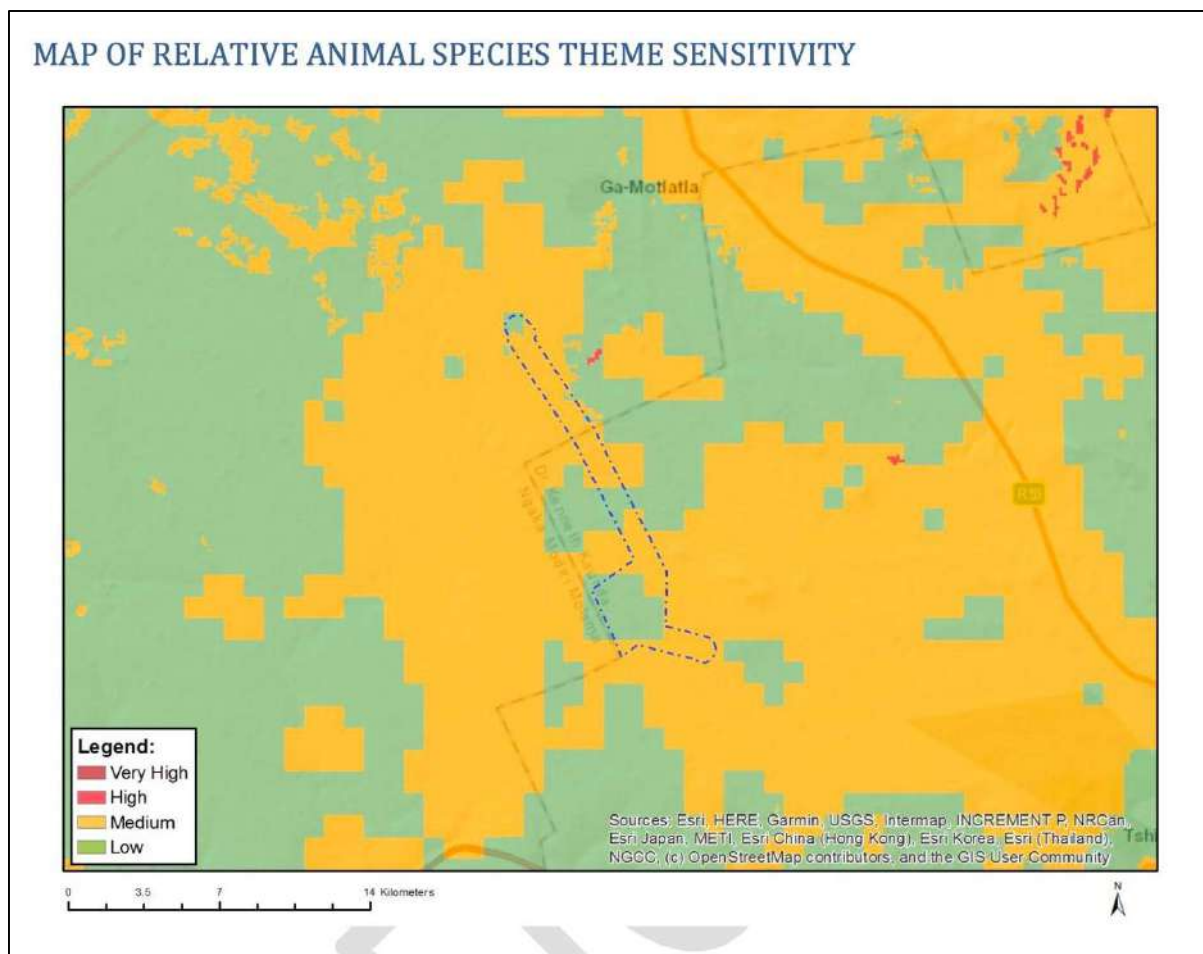 MAP OF RELATIVE ANIMAL SPECIES THEME SENSITIVITY
Ga-Motlatla
R51
Legend:
Very High
High
Medium
Low
Sources: Esri, HERE, Garmin, USGS, Intermap, INCREMENT P, NRCan,
Esri Japan, METI, Esri China (Hong Kong), Esri Korea, Esri (Thailand),
NGCC, (c) OpenStreetMap contributors, and the GIS User Community
Tshi
0 3.5 7 14 Kilometers
N